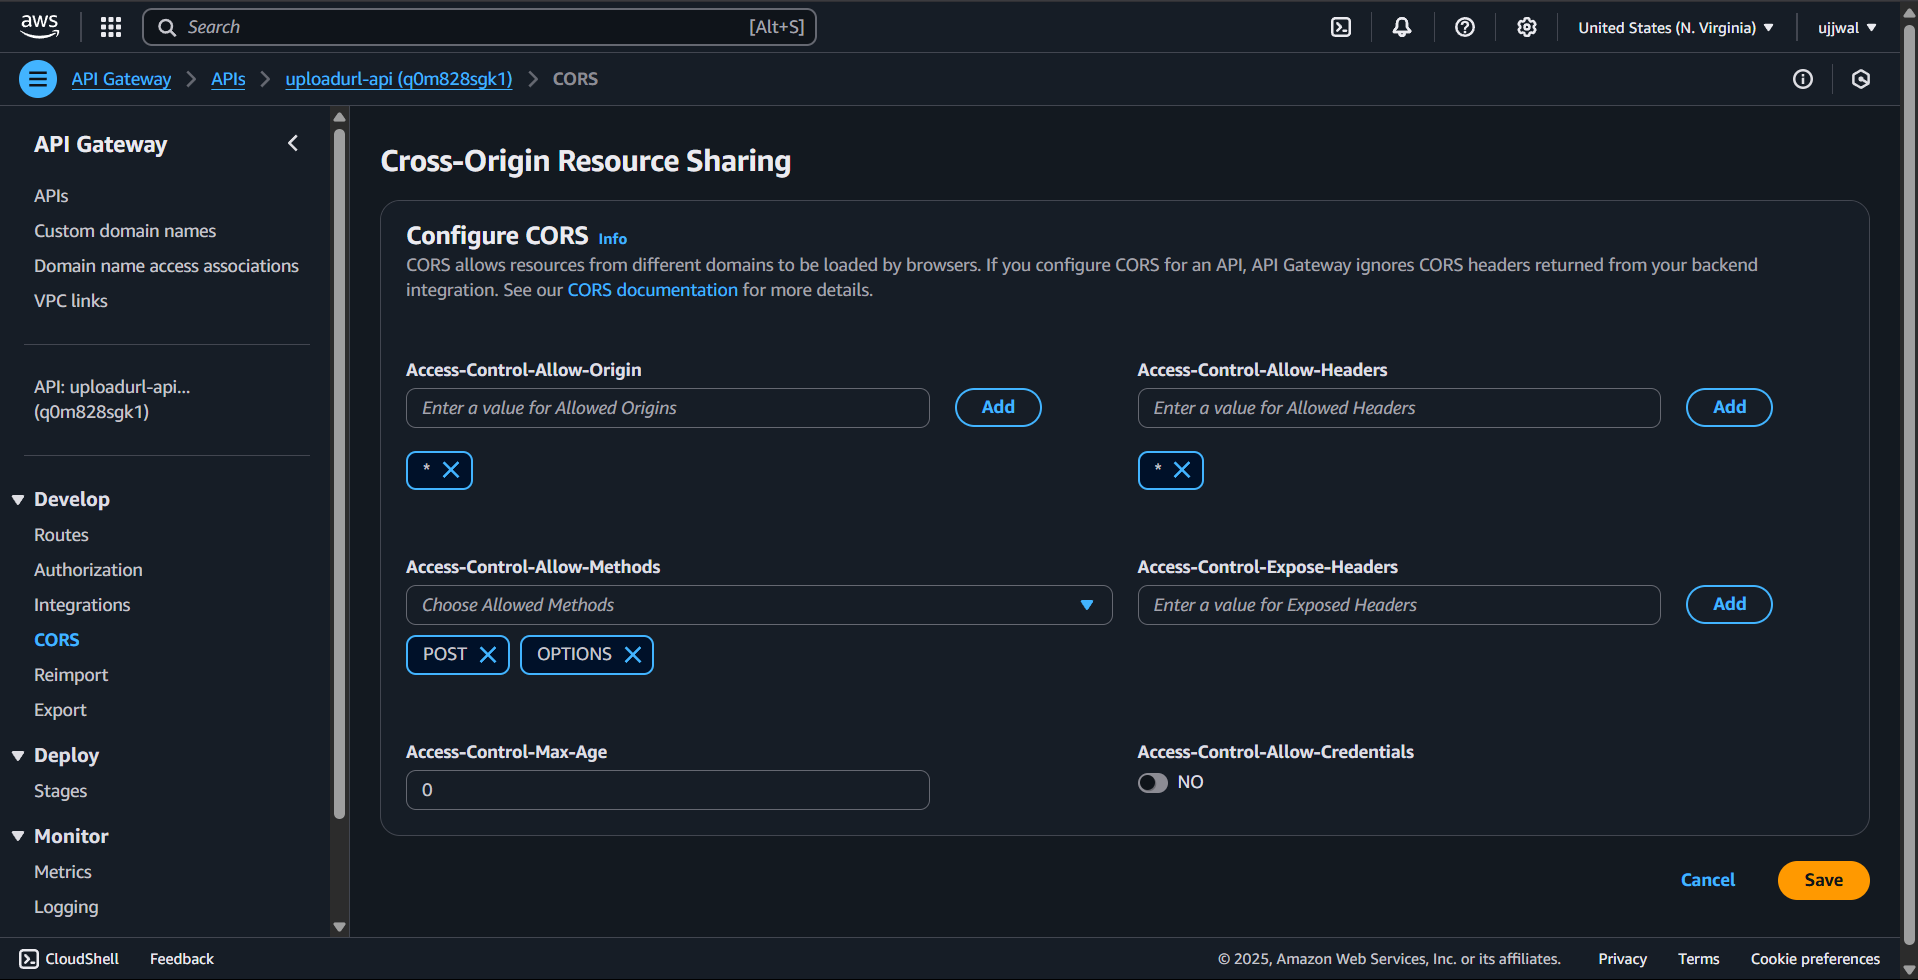 aws
Search [Alt+S]
United States (N. Virginia)
ujjwal
API Gateway
APIs
uploadurl-api (q0m828sgk1)
CORS
API Gateway
APIs
Custom domain names
Domain name access associations
VPC links
API: uploadurl-api...
(q0m828sgk1)
Develop
Routes
Authorization
Integrations
CORS
Reimport
Export
Deploy
Stages
Monitor
Metrics
Logging
Cross-Origin Resource Sharing
Configure CORS Info
CORS allows resources from different domains to be loaded by browsers. If you configure CORS for an API, API Gateway ignores CORS headers returned from your backend
integration. See our CORS documentation for more details.
Access-Control-Allow-Origin
Enter a value for Allowed Origins
Add
*
Access-Control-Allow-Headers
Enter a value for Allowed Headers
Add
*
Access-Control-Allow-Methods
Choose Allowed Methods
POST
OPTIONS
Access-Control-Expose-Headers
Enter a value for Exposed Headers
Add
Access-Control-Max-Age
0
Access-Control-Allow-Credentials
NO
Cancel
Save
CloudShell
Feedback
© 2025, Amazon Web Services, Inc. or its affiliates.
Privacy
Terms
Cookie preferences